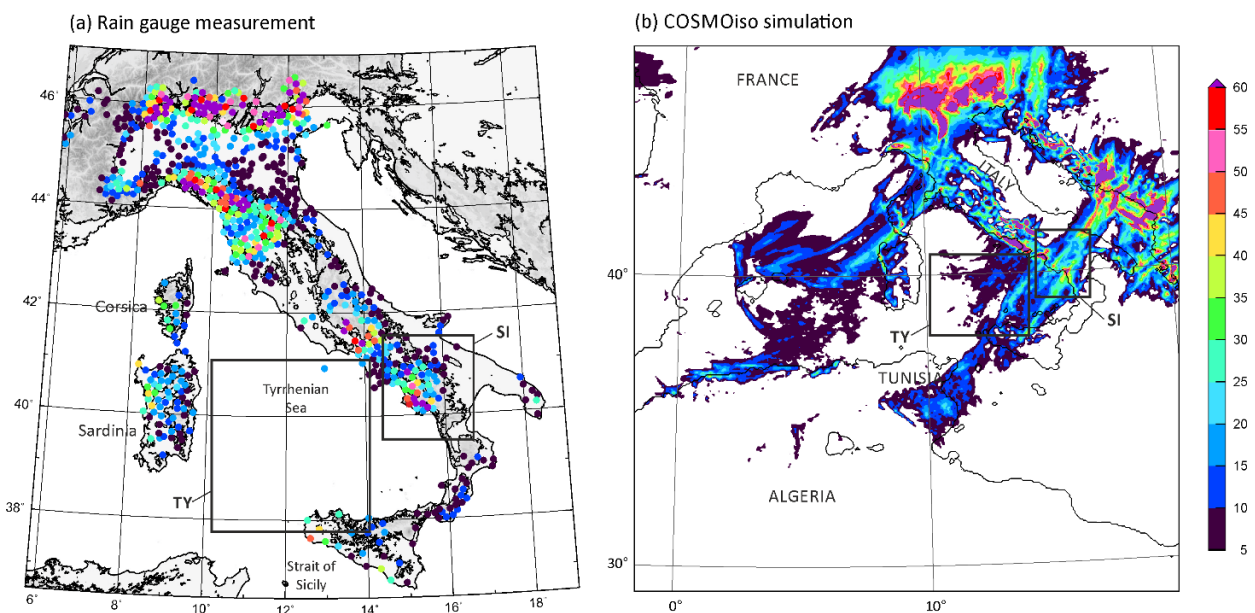 (a) Rain gauge measurement
46°
44°
42°
40°
38°
6°
8°
10°
12°
14°
16°
18°
Corsica
Sardinia
Tyrrhenian
Sea
SI
TY
Strait of
Sicily
(b) COSMOiso simulation
FRANCE
ITALY
TUNISIA
ALGERIA
TY
SI
40°
30°
0°
10°
60
55
50
45
40
35
30
25
20
15
10
5